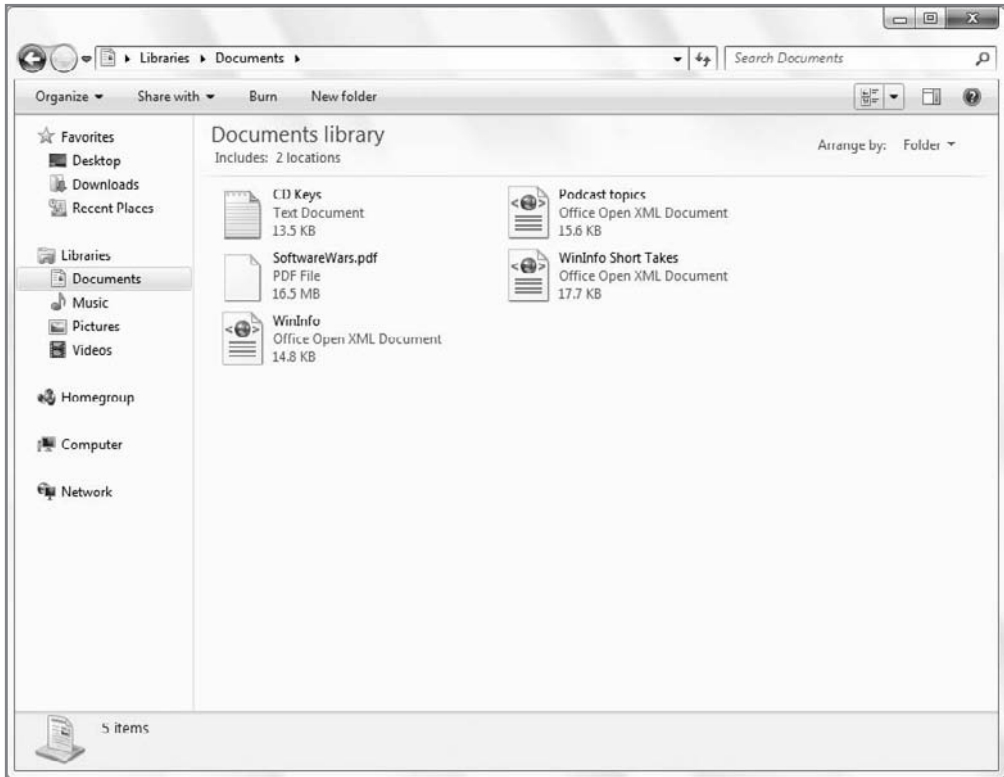 Libraries Documents
Search Documents
Organize Share with Burn New folder
Favorites
Desktop
Downloads
Recent Places
Libraries
Documents
Music
Pictures
Videos
Homegroup
Computer
Network
Documents library
Includes: 2 locations
Arrange by: Folder
CD Keys
Text Document
13.5 KB
Podcast topics
Office Open XML Document
15.6 KB
SoftwareWars.pdf
PDF File
16.5 MB
WinInfo Short Takes
Office Open XML Document
17.7 KB
WinInfo
Office Open XML Document
14.8 KB
5 items